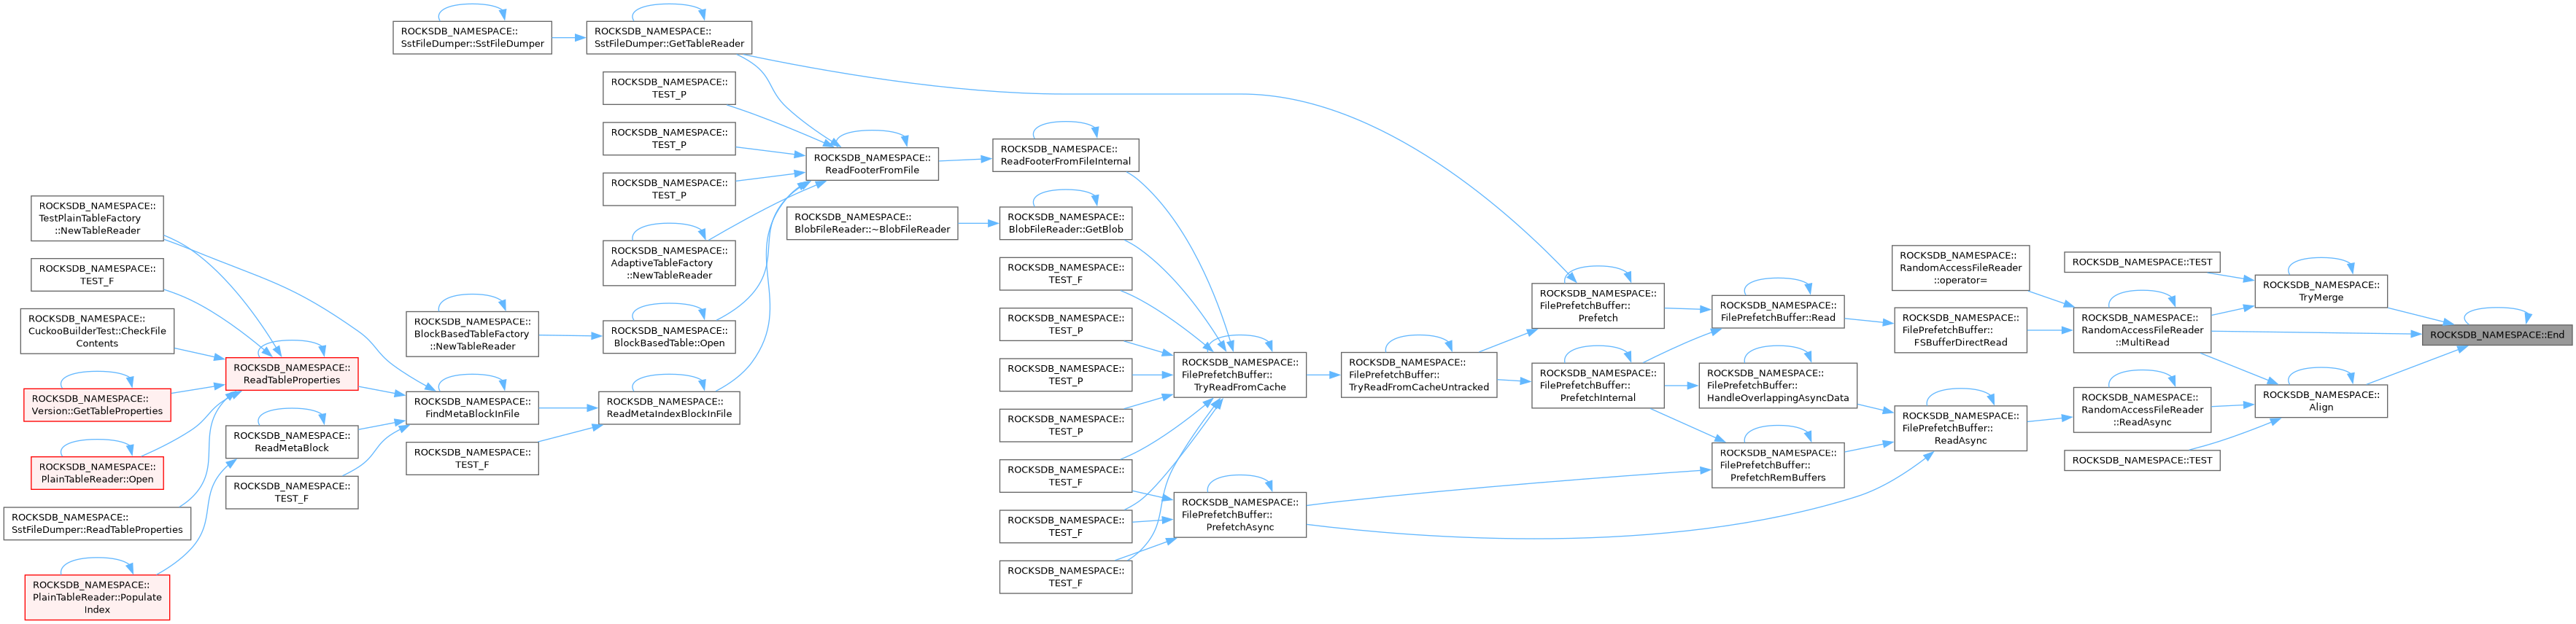 ROCKSDB_NAMESPACE::
SstFileDumper::SstFileDumper
ROCKSDB_NAMESPACE::
SstFileDumper::GetTableReader
ROCKSDB_NAMESPACE::
TEST_P
ROCKSDB_NAMESPACE::
TEST_P
ROCKSDB_NAMESPACE::
TEST_P
ROCKSDB_NAMESPACE::
AdaptiveTableFactory
::NewTableReader
ROCKSDB_NAMESPACE::
BlockBasedTable::Open
ROCKSDB_NAMESPACE::
BlockBasedTableFactory
::NewTableReader
ROCKSDB_NAMESPACE::
ReadMetaIndexBlockInFile
ROCKSDB_NAMESPACE::
FindMetaBlockInFile
ROCKSDB_NAMESPACE::
TEST_F
ROCKSDB_NAMESPACE::
TestPlainTableFactory
::NewTableReader
ROCKSDB_NAMESPACE::
TEST_F
ROCKSDB_NAMESPACE::
CuckooBuilderTest::CheckFile
Contents
ROCKSDB_NAMESPACE::
ReadTableProperties
ROCKSDB_NAMESPACE::
Version::GetTableProperties
ROCKSDB_NAMESPACE::
ReadMetaBlock
ROCKSDB_NAMESPACE::
PlainTableReader::Open
ROCKSDB_NAMESPACE::
TEST_F
ROCKSDB_NAMESPACE::
SstFileDumper::ReadTableProperties
ROCKSDB_NAMESPACE::
PlainTableReader::Populate
Index
ROCKSDB_NAMESPACE::
ReadFooterFromFile
ROCKSDB_NAMESPACE::
ReadFooterFromFileInternal
ROCKSDB_NAMESPACE::
BlobFileReader::~BlobFileReader
ROCKSDB_NAMESPACE::
BlobFileReader::GetBlob
ROCKSDB_NAMESPACE::
TEST_F
ROCKSDB_NAMESPACE::
TEST_P
ROCKSDB_NAMESPACE::
TEST_P
ROCKSDB_NAMESPACE::
TEST_P
ROCKSDB_NAMESPACE::
TEST_F
ROCKSDB_NAMESPACE::
TEST_F
ROCKSDB_NAMESPACE::
TEST_F
ROCKSDB_NAMESPACE::
FilePrefetchBuffer::
TryReadFromCache
ROCKSDB_NAMESPACE::
FilePrefetchBuffer::
PrefetchAsync
ROCKSDB_NAMESPACE::
FilePrefetchBuffer::
TryReadFromCacheUntracked
ROCKSDB_NAMESPACE::
FilePrefetchBuffer::
Prefetch
ROCKSDB_NAMESPACE::
FilePrefetchBuffer::
PrefetchInternal
ROCKSDB_NAMESPACE::
FilePrefetchBuffer::Read
ROCKSDB_NAMESPACE::
FilePrefetchBuffer::
HandleOverlappingAsyncData
ROCKSDB_NAMESPACE::
FilePrefetchBuffer::
PrefetchRemBuffers
ROCKSDB_NAMESPACE::
RandomAccessFileReader
::operator=
ROCKSDB_NAMESPACE::
FilePrefetchBuffer::
FSBufferDirectRead
ROCKSDB_NAMESPACE::
FilePrefetchBuffer::
ReadAsync
ROCKSDB_NAMESPACE::TEST
ROCKSDB_NAMESPACE::
RandomAccessFileReader
::MultiRead
ROCKSDB_NAMESPACE::
RandomAccessFileReader
::ReadAsync
ROCKSDB_NAMESPACE::TEST
ROCKSDB_NAMESPACE::
TryMerge
ROCKSDB_NAMESPACE::
Align
ROCKSDB_NAMESPACE::End